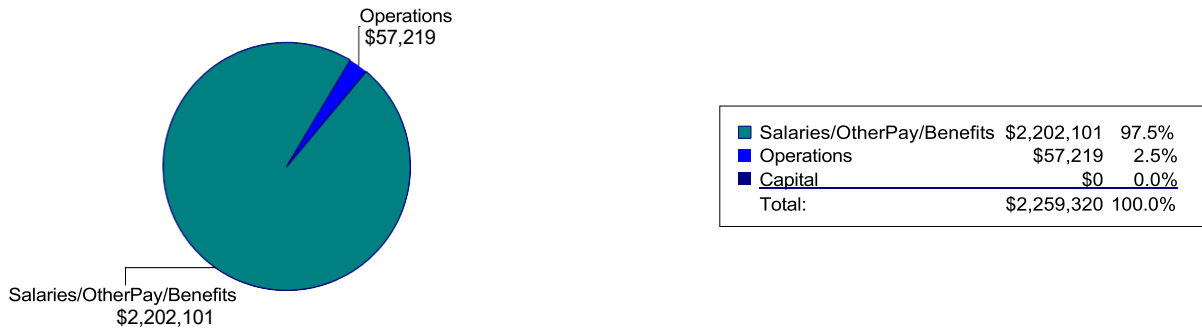 Operations
$57,219
Salaries/OtherPay/Benefits
$2,202,101
Salaries/OtherPay/Benefits $2,202,101 97.5%
Operations $57,219 2.5%
Capital $0 0.0%
Total: $2,259,320 100.0%